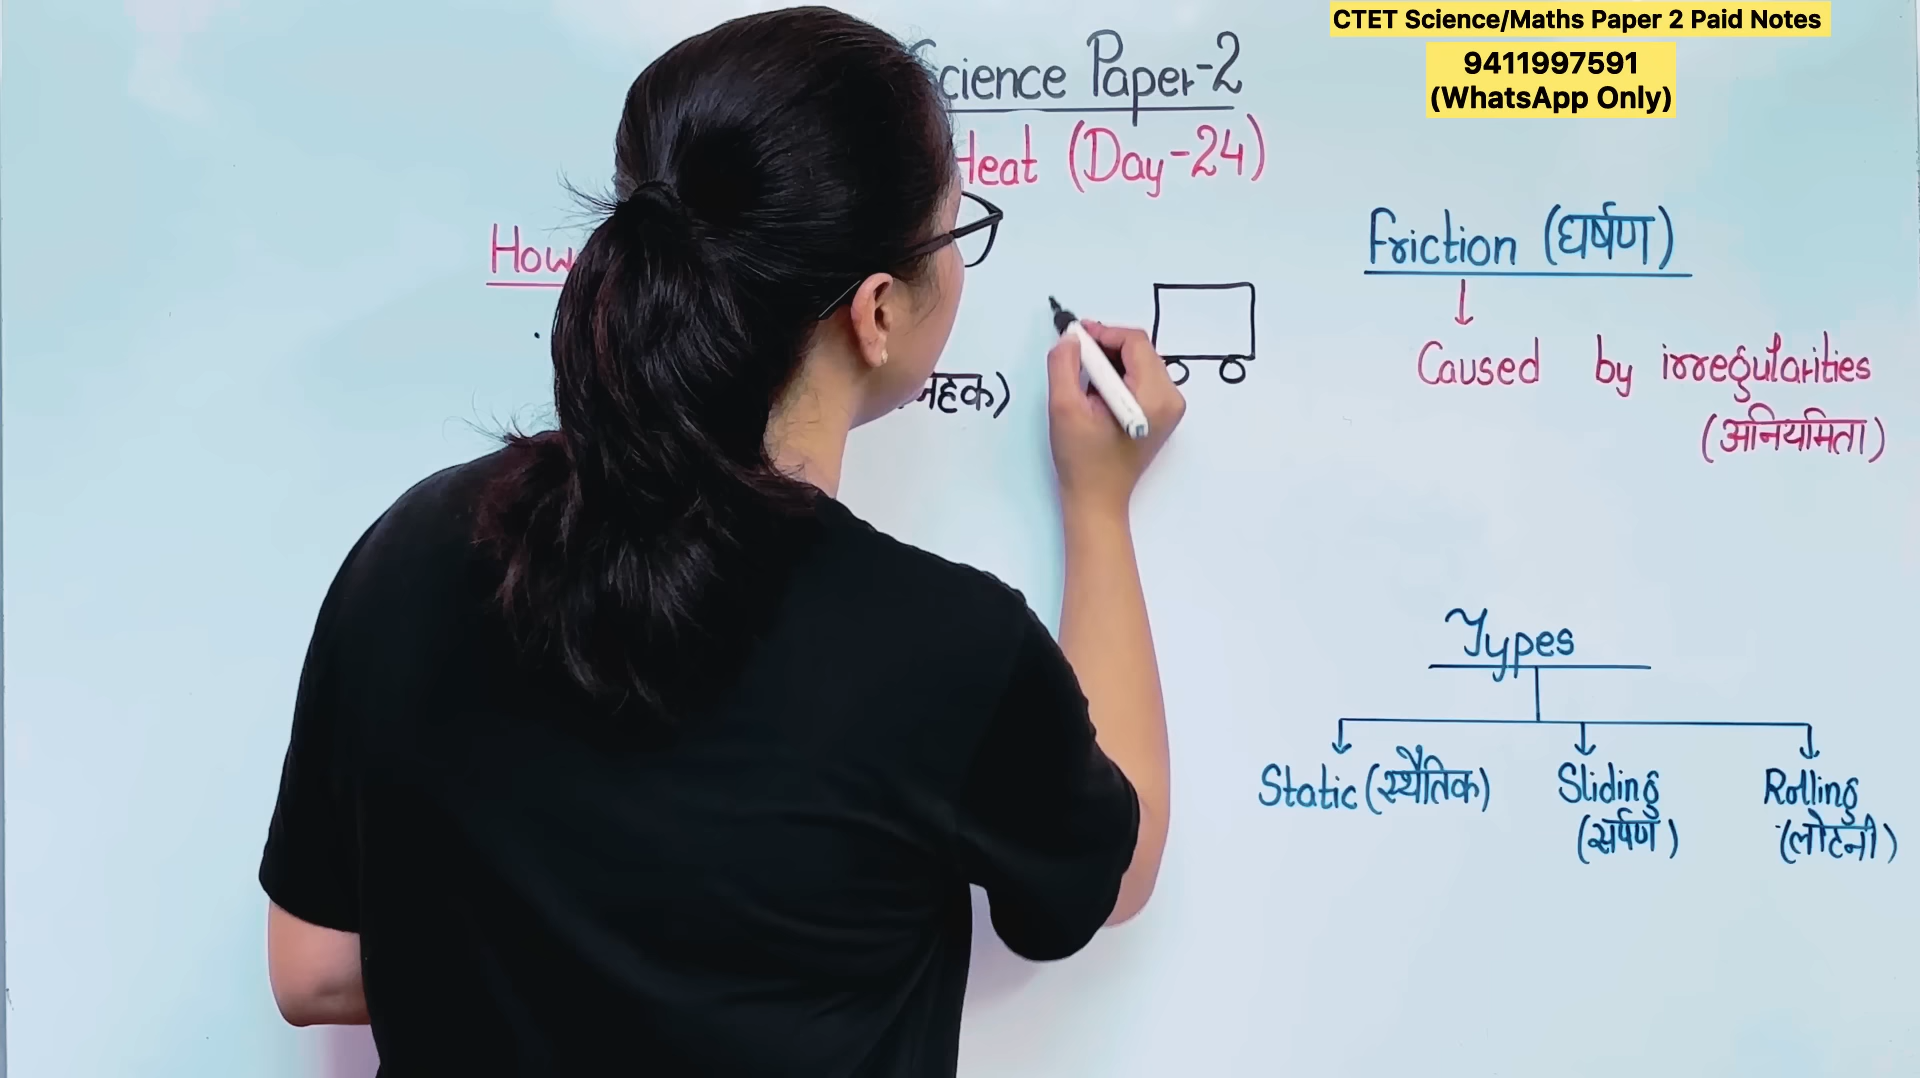 CTET Science/Maths Paper 2 Paid Notes
9411997591
(WhatsApp Only)
Science Paper-2
Heat (Day-24)
How
Friction (घर्षण)
Caused by irregularities
(अनियमिता)
Types
Static (स्थैतिक)
Sliding
(सर्पण)
Rolling
(लोटनी)